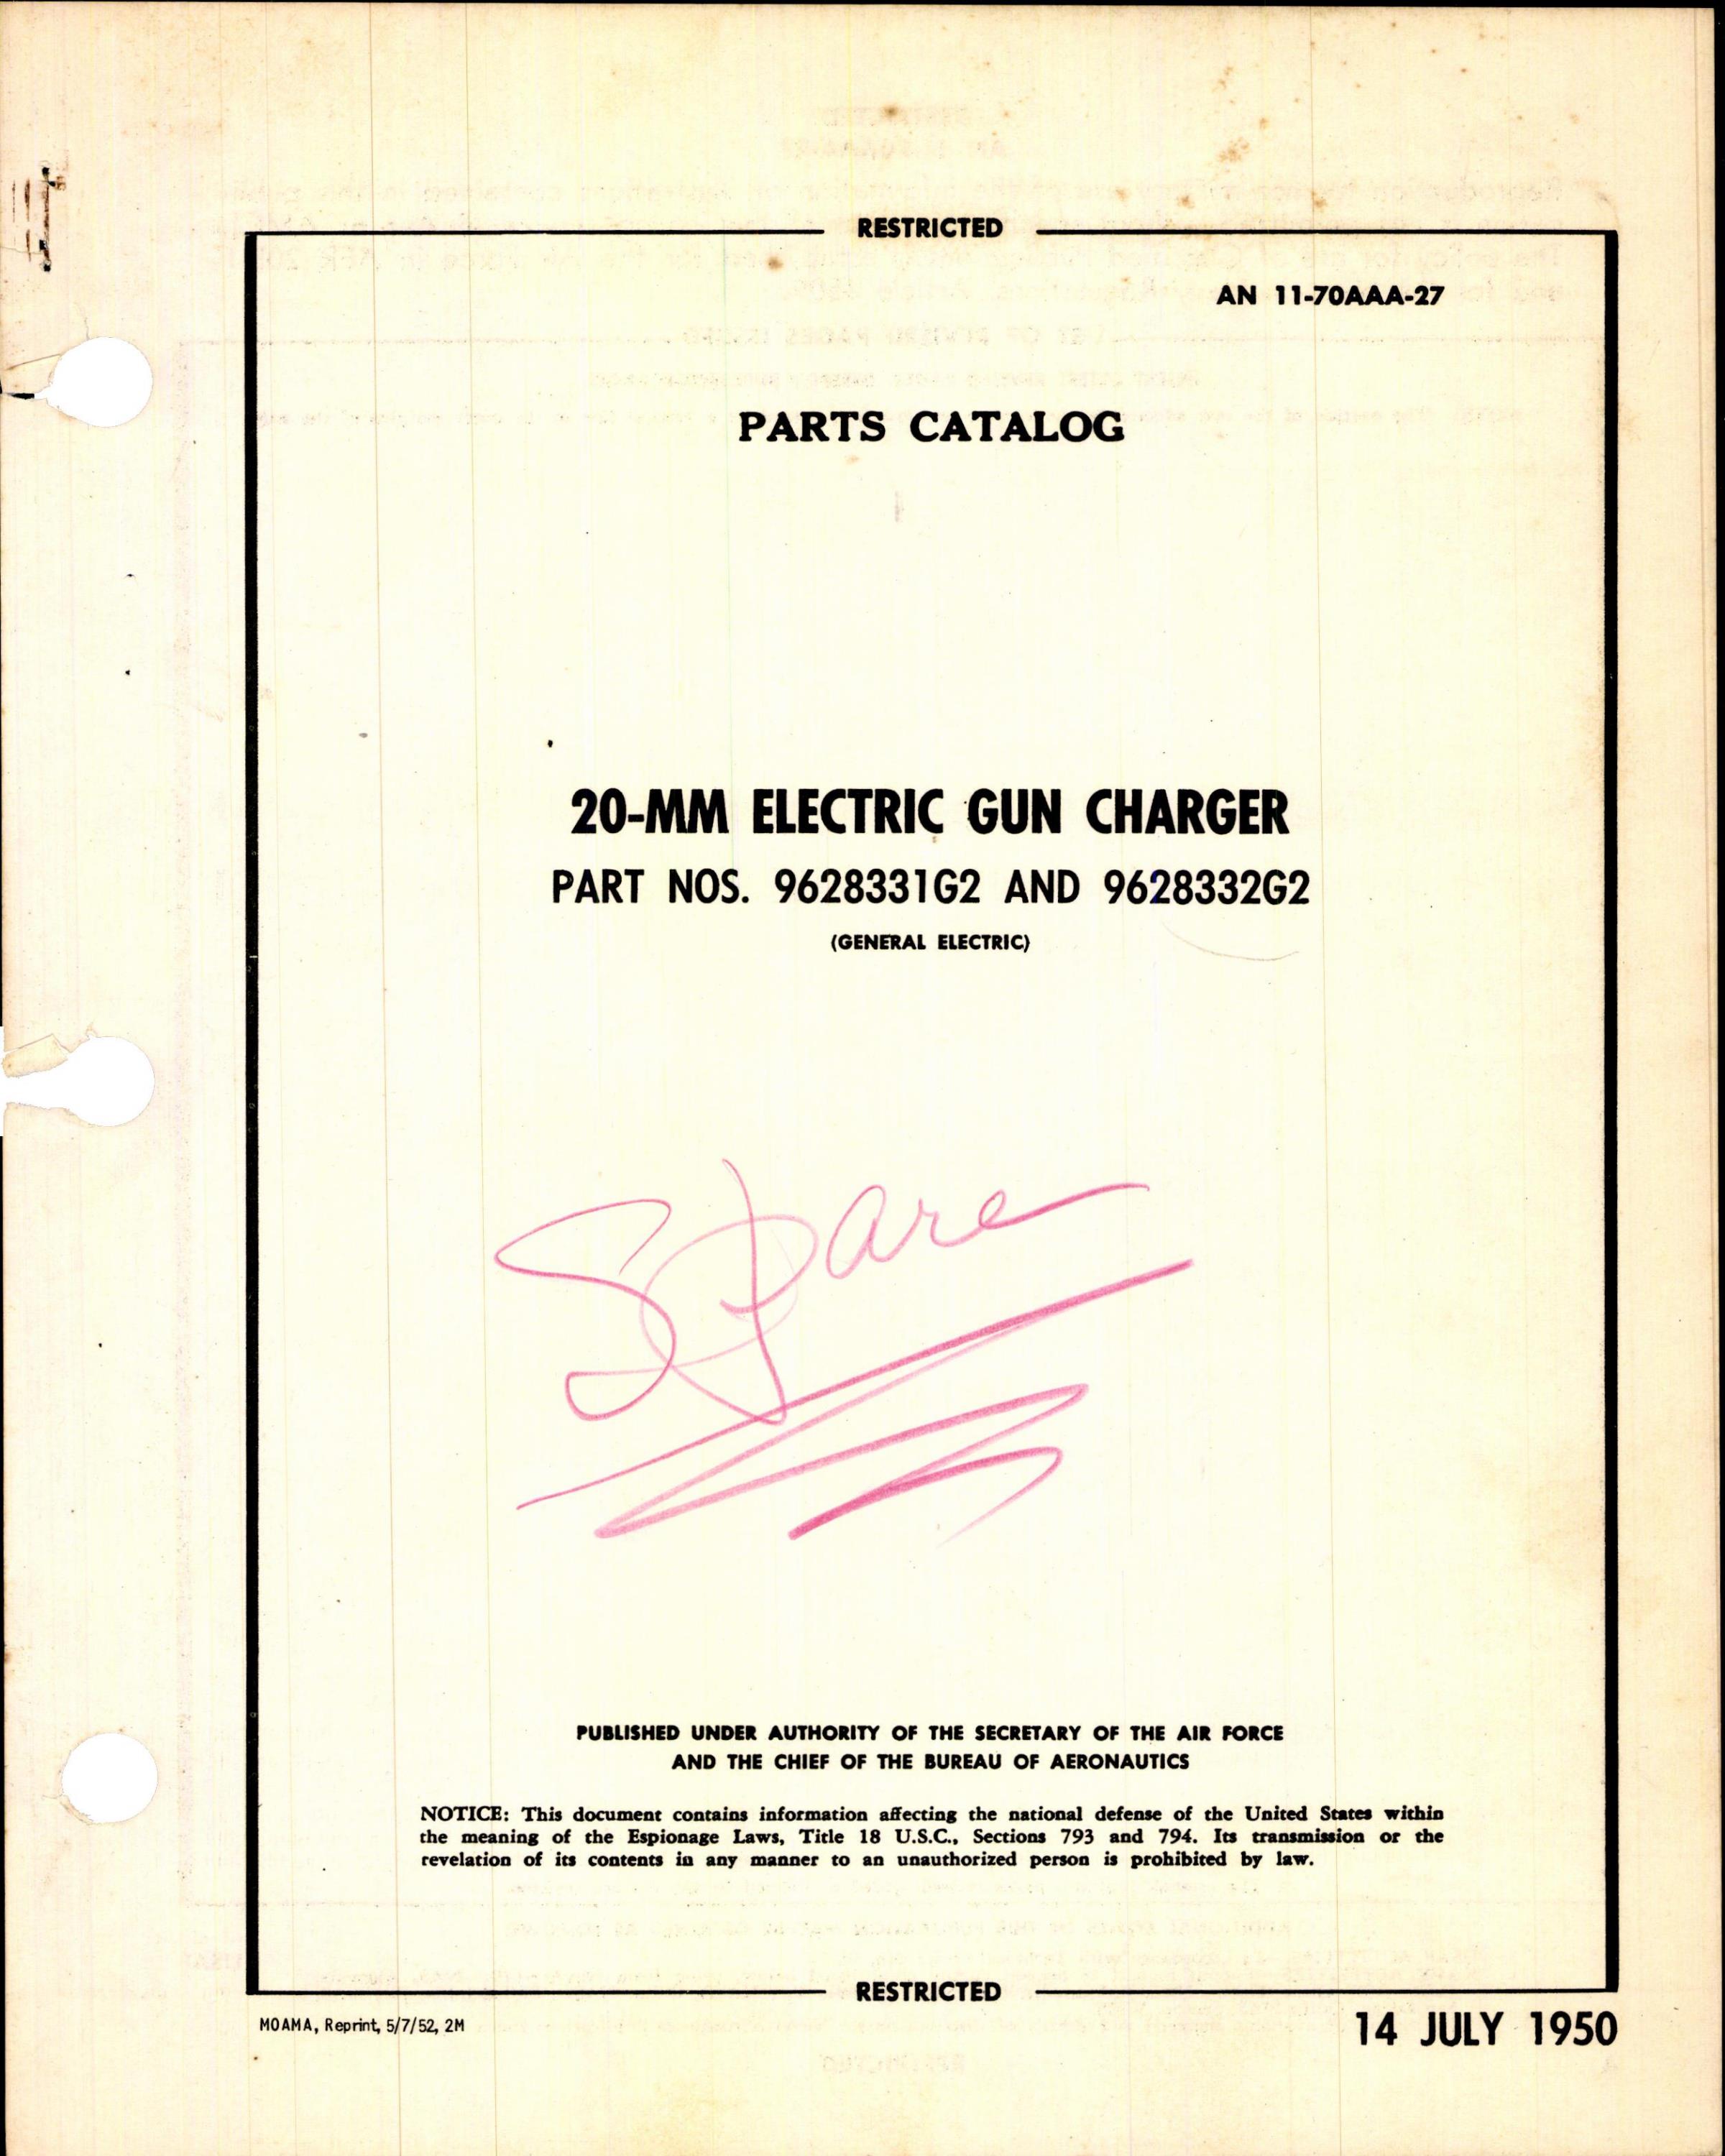 RESTRICTED
AN 11-70AAA-27
PARTS CATALOG
20-MM ELECTRIC GUN CHARGER
PART NOS. 9628331G2 AND 9628332G2
(GENERAL ELECTRIC)
Spare
PUBLISHED UNDER AUTHORITY OF THE SECRETARY OF THE AIR FORCE
AND THE CHIEF OF THE BUREAU OF AERONAUTICS
NOTICE: This document contains information affecting the national defense of the United States within
the meaning of the Espionage Laws, Title 18 U.S.C., Sections 793 and 794. Its transmission or the
revelation of its contents in any manner to an unauthorized person is prohibited by law.
RESTRICTED
MOAMA, Reprint, 5/7/52, 2M
14 JULY 1950